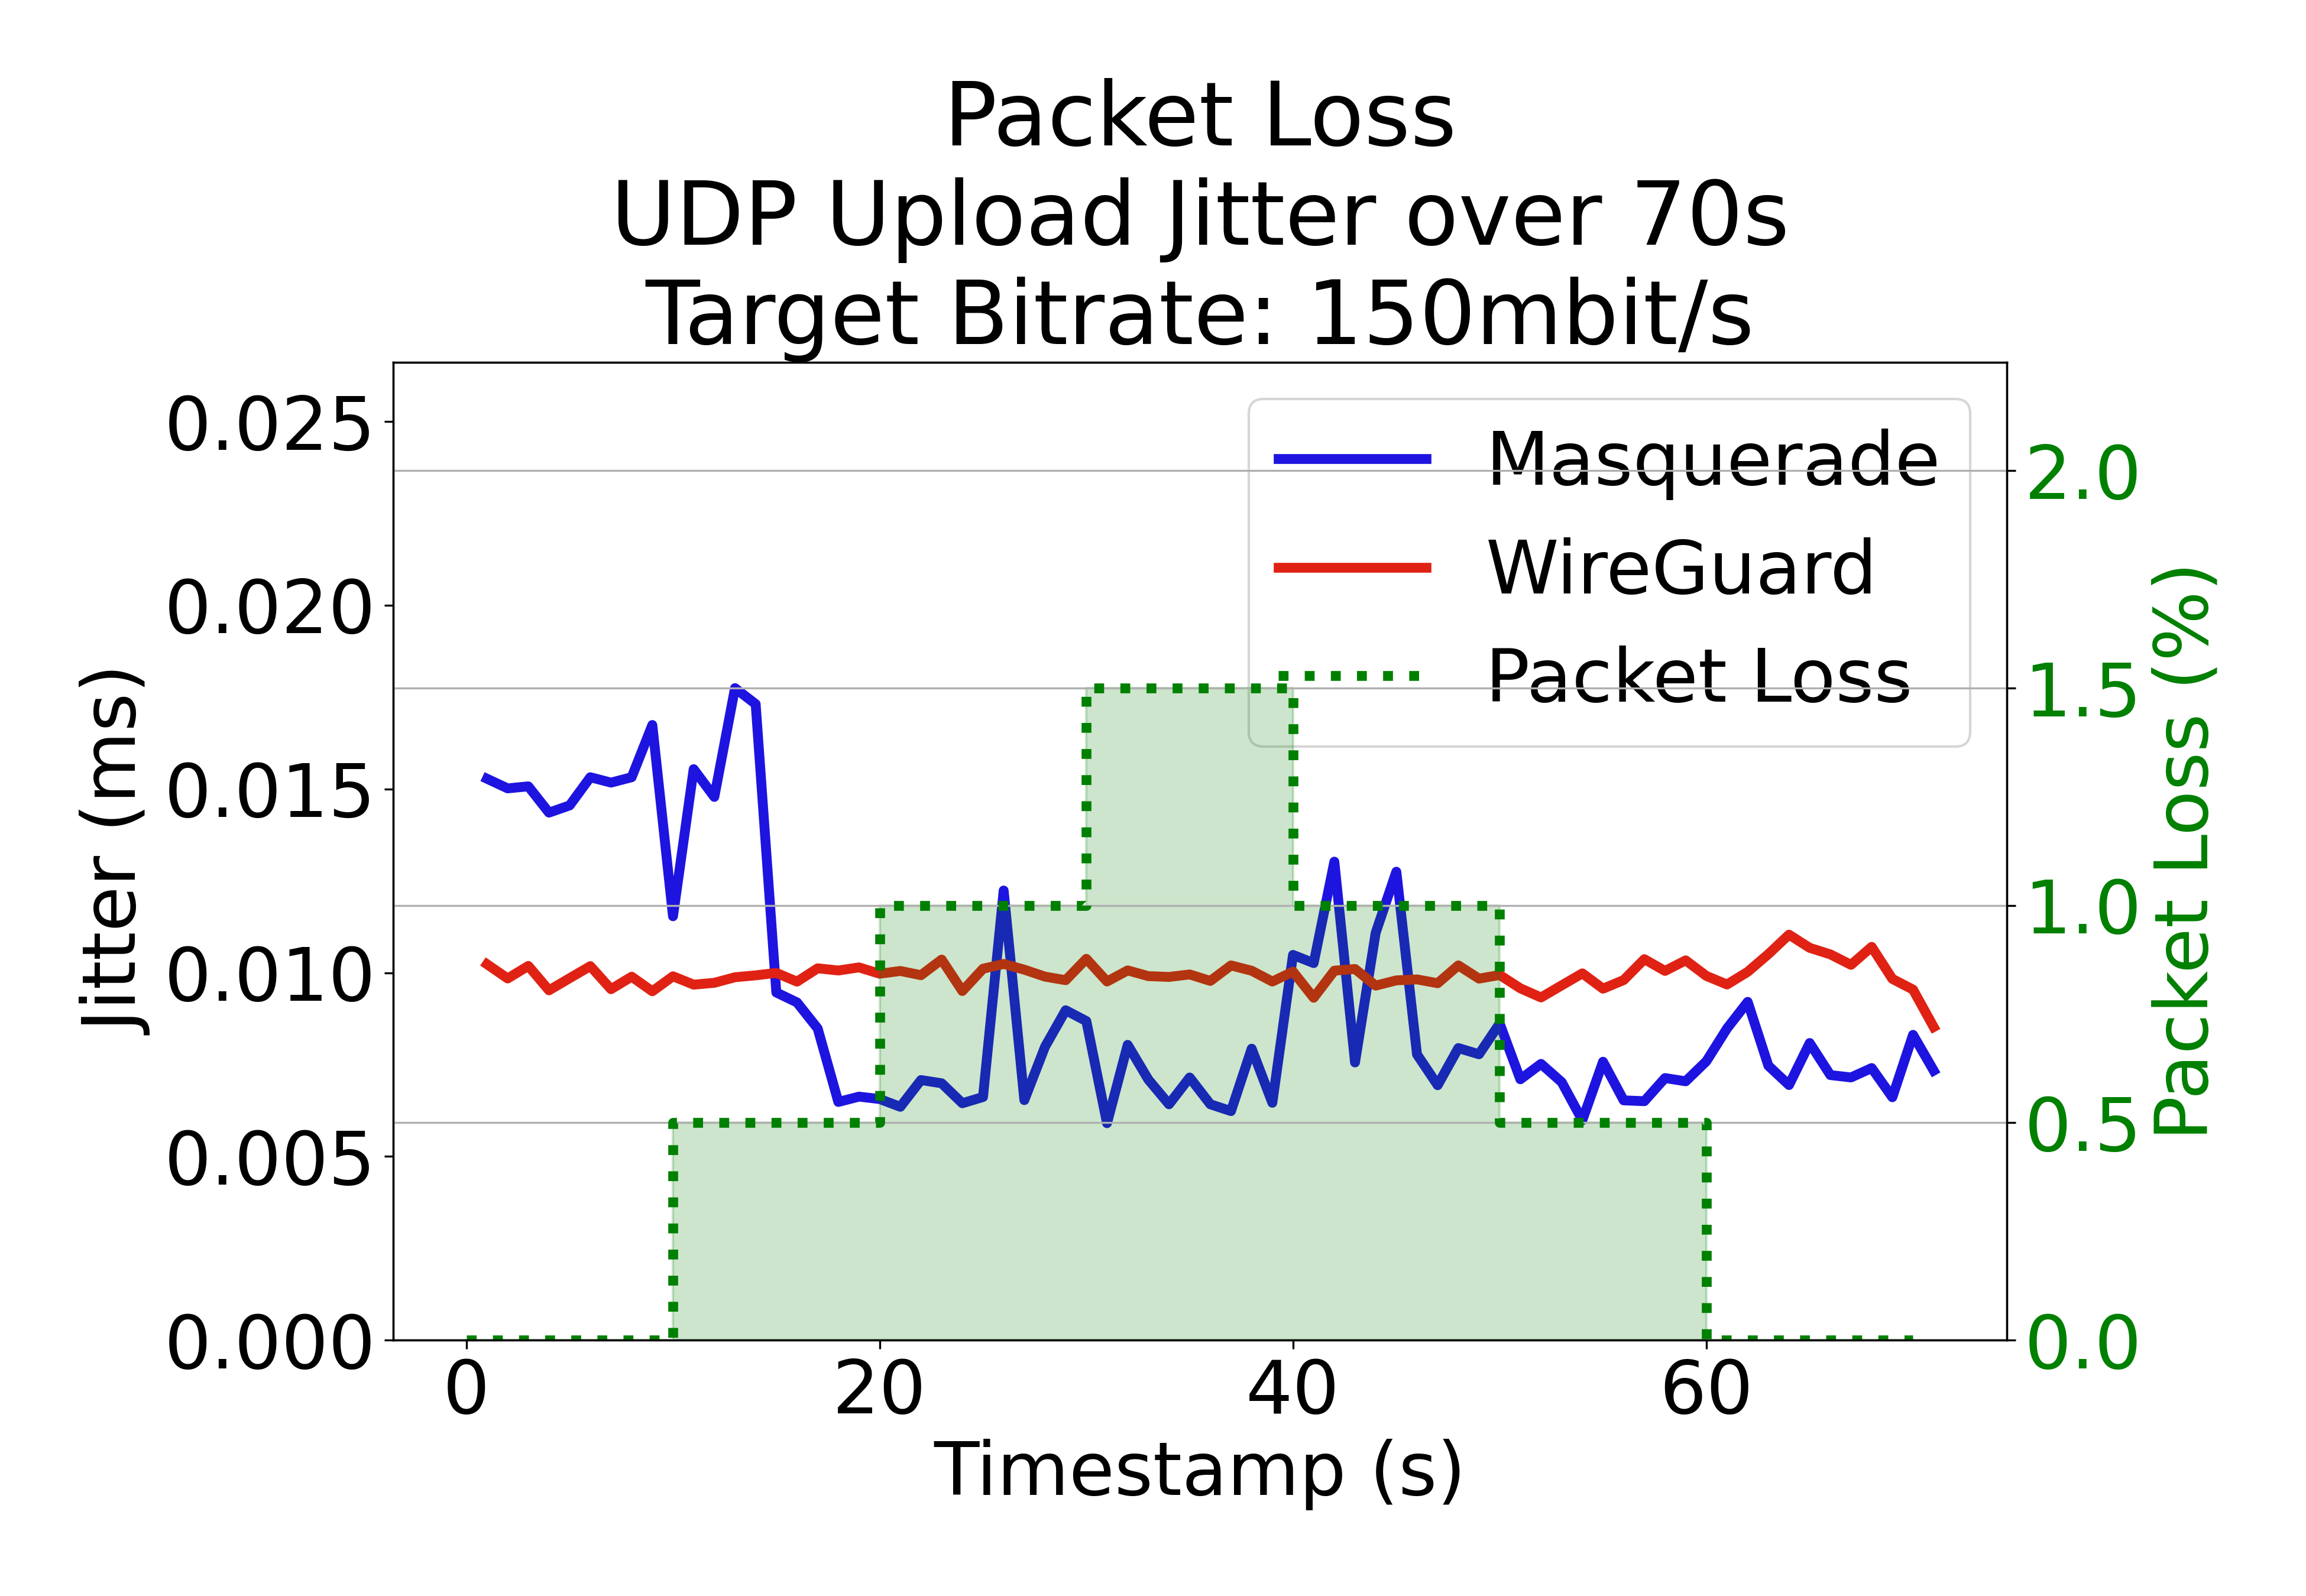 Packet Loss
UDP Upload Jitter over 70s
Target Bitrate: 150mbit/s
Jitter (ms)
0.025
0.020
0.015
0.010
0.005
0.000
Masquerade
WireGuard
Packet Loss
2.0
1.5
1.0
0.5
0.0
Packet Loss (%)
0 20 40 60
Timestamp (s)